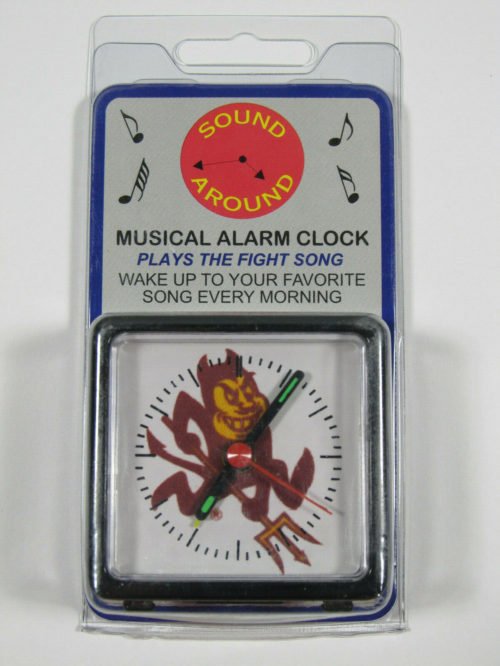 SOUND
AROUND
MUSICAL ALARM CLOCK
PLAYS THE FIGHT SONG
WAKE UP TO YOUR FAVORITE
SONG EVERY MORNING
®